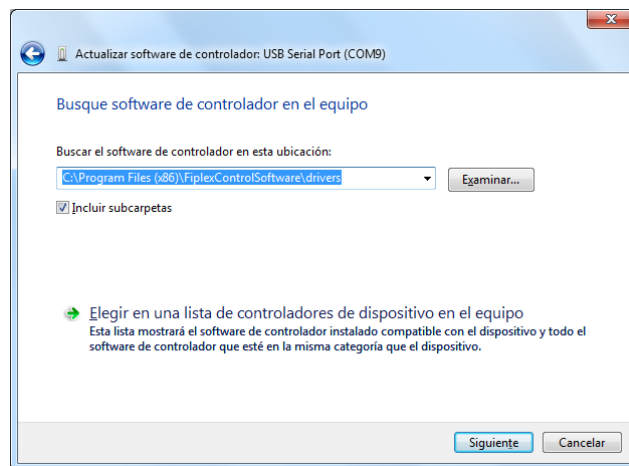 Actualizar software de controlador: USB Serial Port (COM9)
Busque software de controlador en el equipo
Buscar el software de controlador en esta ubicación:
C:\Program Files (x86)\FiplexControlSoftware\drivers
Examinar...
Incluir subcarpetas
Elegir en una lista de controladores de dispositivo en el equipo
Esta lista mostrará el software de controlador instalado compatible con el dispositivo y todo el
software de controlador que esté en la misma categoría que el dispositivo.
Siguiente
Cancelar